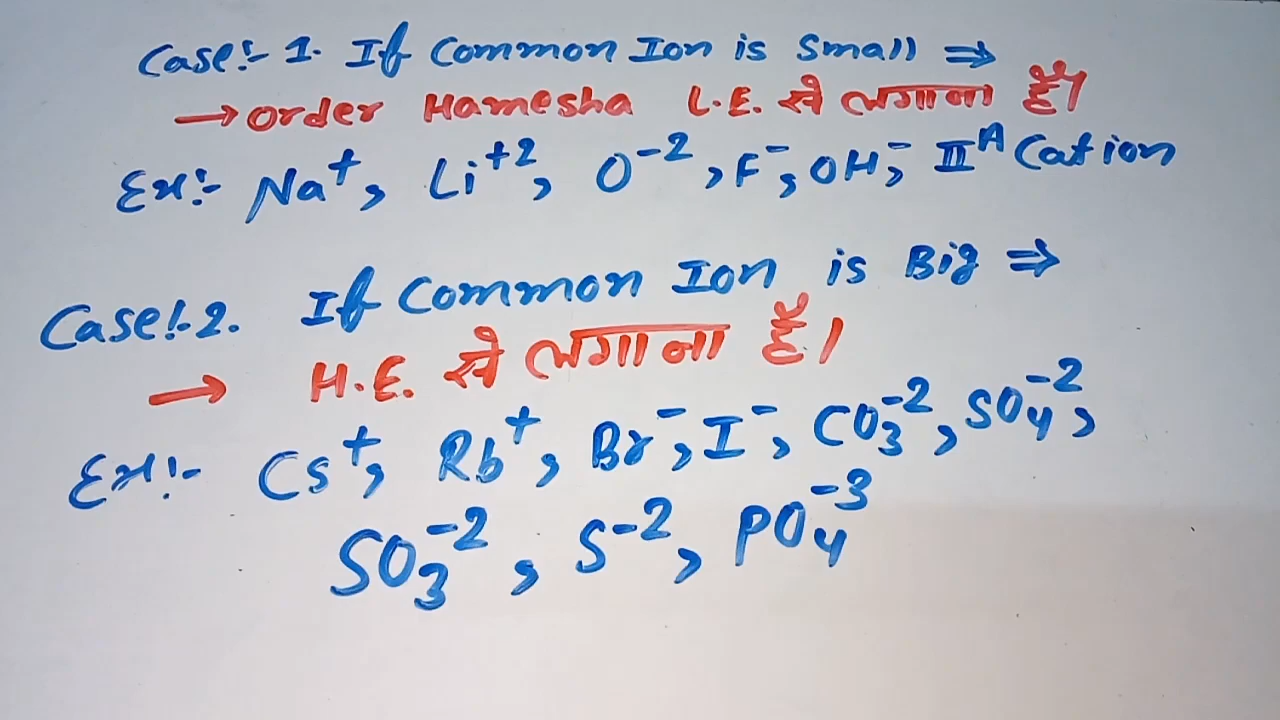 Case:- 1. If Common Ion is Small ⇒
→ Order Hamesha L.E. से लगाना है।
Ex:- Na⁺, Li⁺², O⁻², F⁻, OH⁻, IIᴬ Cation
Case:-2. If Common Ion is Big ⇒
→ H.E. से लगाना है।
Ex:- Cs⁺, Rb⁺, Br⁻, I⁻, CO₃⁻², SO₄⁻²,
SO₃⁻², S⁻², PO₄⁻³